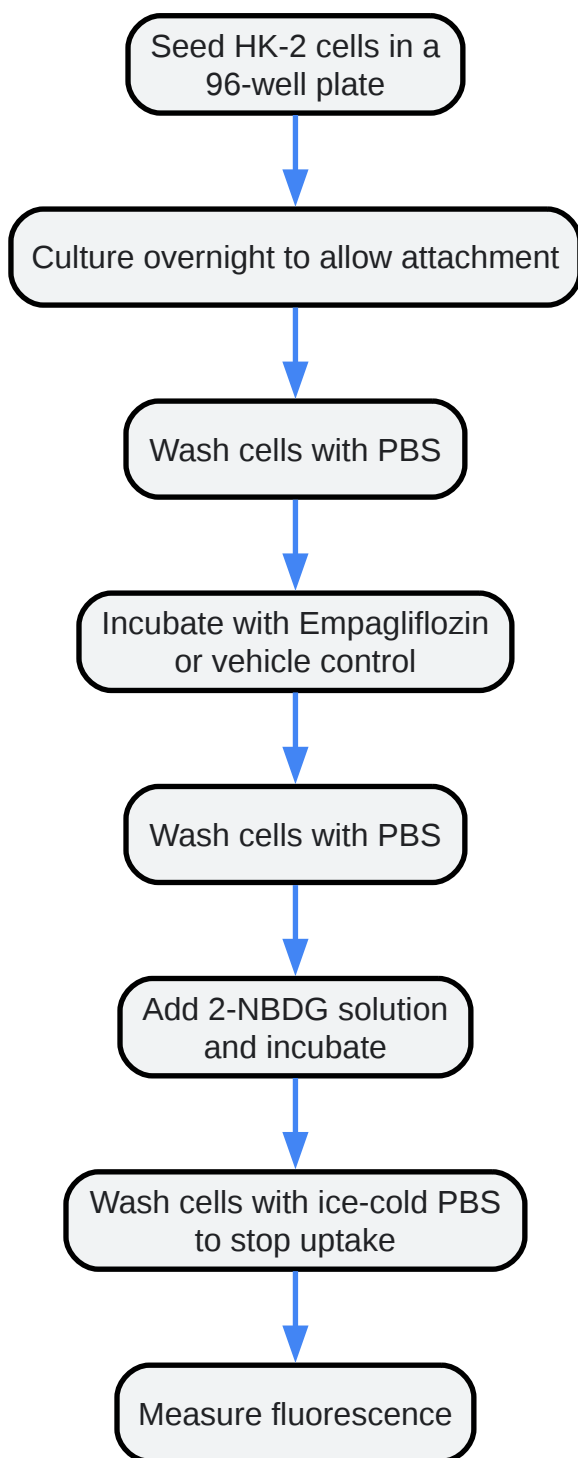 Seed HK-2 cells in a
96-well plate
Culture overnight to allow attachment
Wash cells with PBS
Incubate with Empagliflozin
or vehicle control
Wash cells with PBS
Add 2-NBDG solution
and incubate
Wash cells with ice-cold PBS
to stop uptake
Measure fluorescence